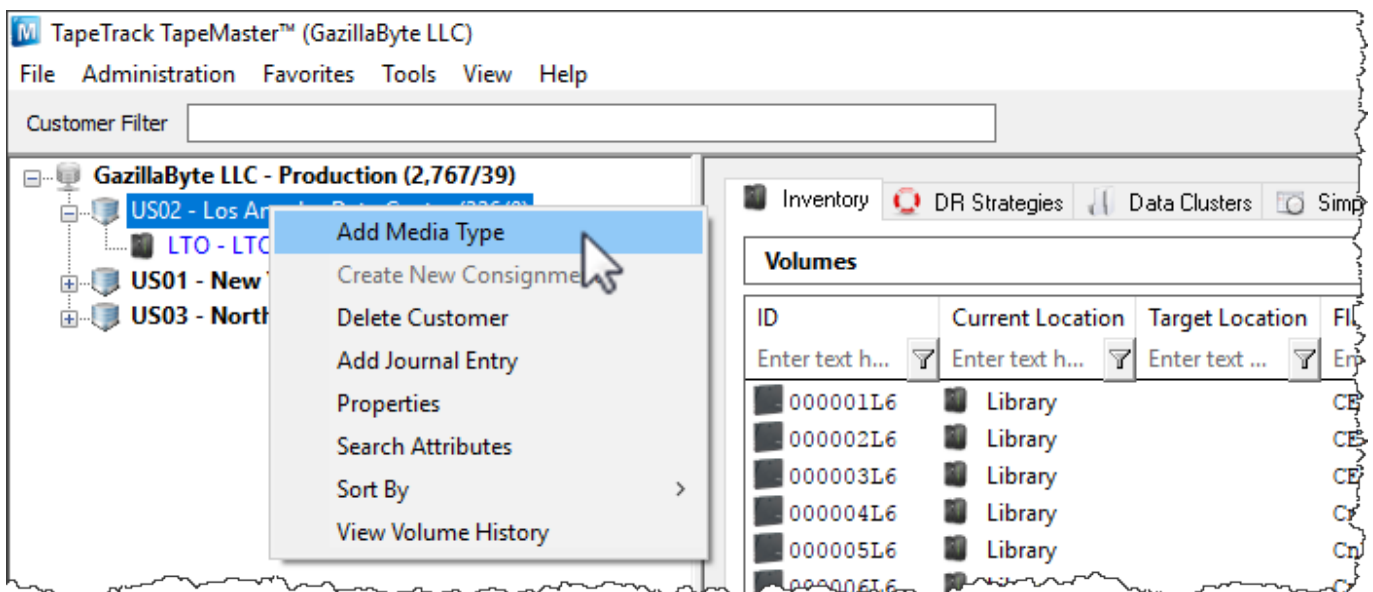 TapeTrack TapeMaster™ (GazillaByte LLC)
File Administration Favorites Tools View Help
Customer Filter
GazillaByte LLC - Production (2,767/39)
US02 - Los
LTO - LTO
US01 - New
US03 - North
Add Media Type
Create New Consignme
Delete Customer
Add Journal Entry
Properties
Search Attributes
Sort By
View Volume History
Inventory DR Strategies Data Clusters Simp
Volumes
ID Current Location Target Location
Enter text h... Enter text h... Enter text ...
000001L6 Library
000002L6 Library
000003L6 Library
000004L6 Library
000005L6 Library
000006L6